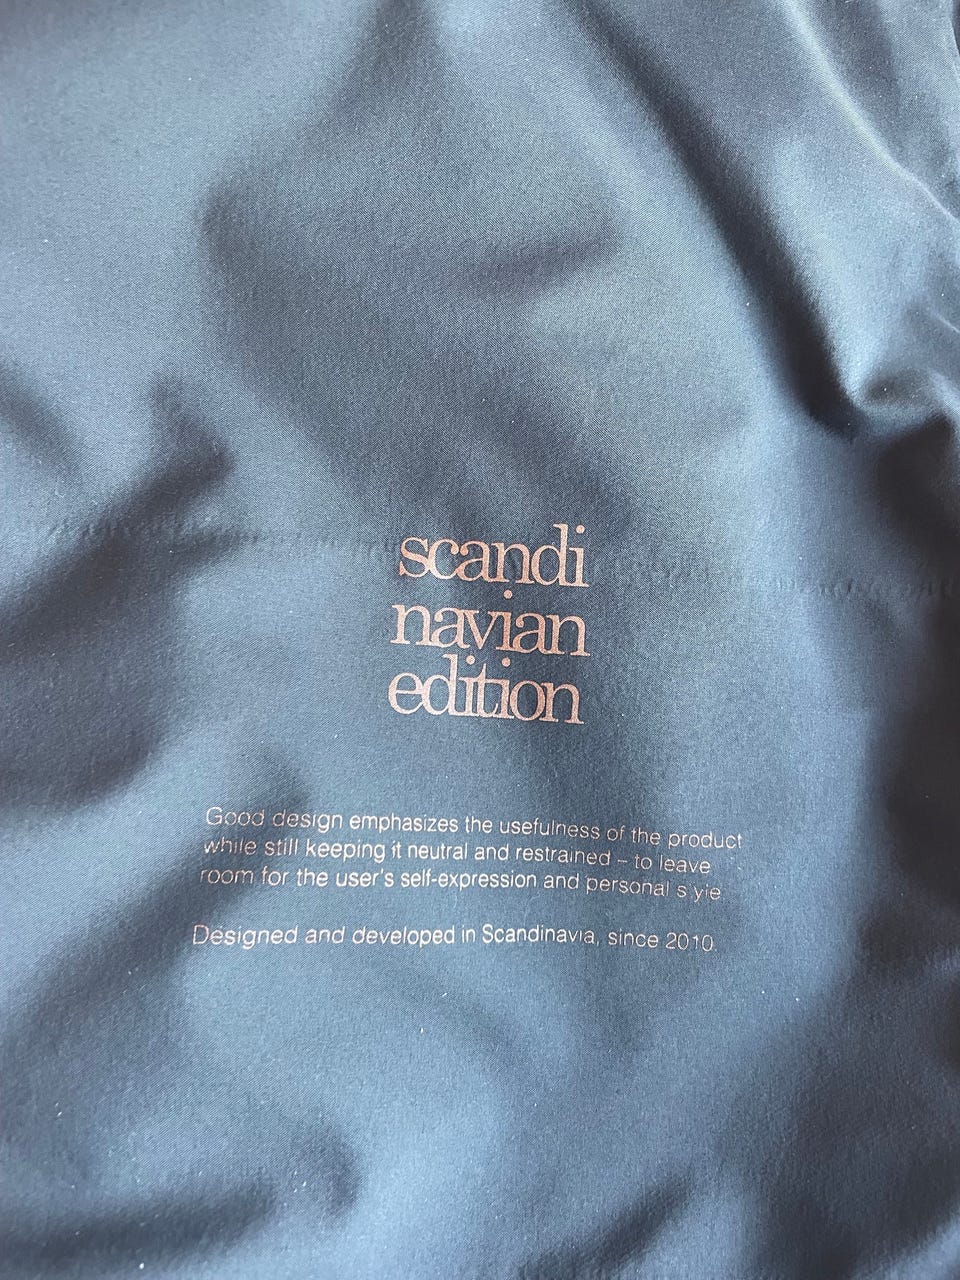 scandi
navian
edition
Good design emphasizes the usefulness of the product
while still keeping it neutral and restrained – to leave
room for the user's self-expression and personal style
Designed and developed in Scandinavia, since 2010.